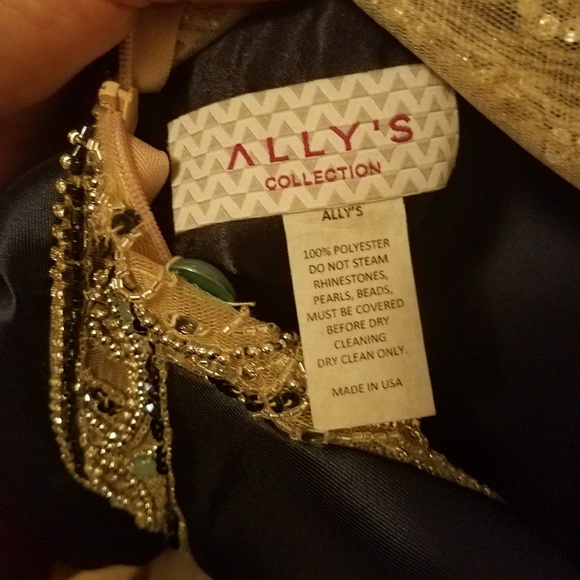 ALLY'S
COLLECTION
ALLY'S
100% POLYESTER
DO NOT STEAM
RHINESTONES,
PEARLS, BEADS,
MUST BE COVERED
BEFORE DRY
CLEANING
DRY CLEAN ONLY.
MADE IN USA